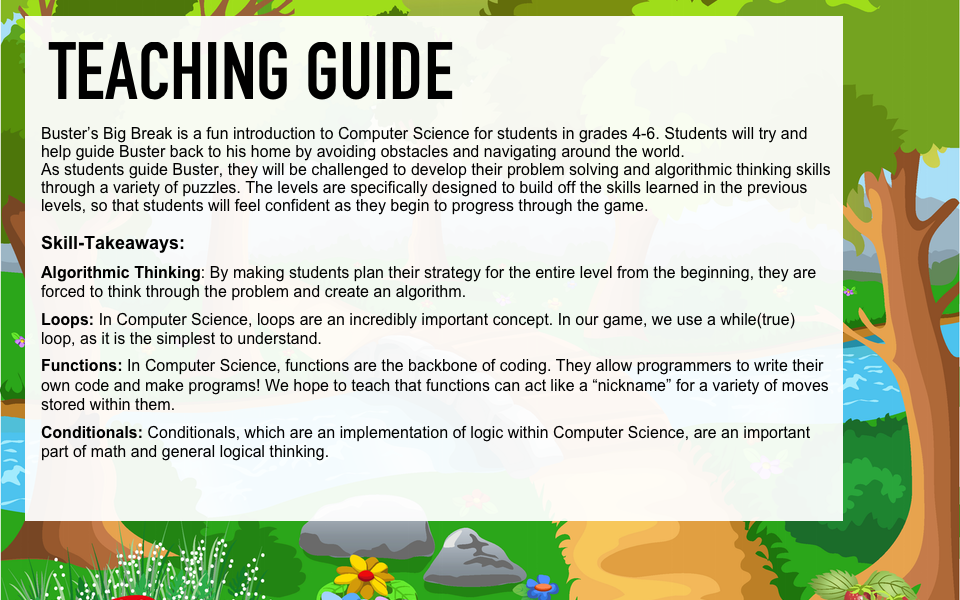 TEACHING GUIDE
Buster’s Big Break is a fun introduction to Computer Science for students in grades 4-6. Students will try and
help guide Buster back to his home by avoiding obstacles and navigating around the world.
As students guide Buster, they will be challenged to develop their problem solving and algorithmic thinking skills
through a variety of puzzles. The levels are specifically designed to build off the skills learned in the previous
levels, so that students will feel confident as they begin to progress through the game.
Skill-Takeaways:
Algorithmic Thinking: By making students plan their strategy for the entire level from the beginning, they are
forced to think through the problem and create an algorithm.
Loops: In Computer Science, loops are an incredibly important concept. In our game, we use a while(true)
loop, as it is the simplest to understand.
Functions: In Computer Science, functions are the backbone of coding. They allow programmers to write their
own code and make programs! We hope to teach that functions can act like a “nickname” for a variety of moves
stored within them.
Conditionals: Conditionals, which are an implementation of logic within Computer Science, are an important
part of math and general logical thinking.